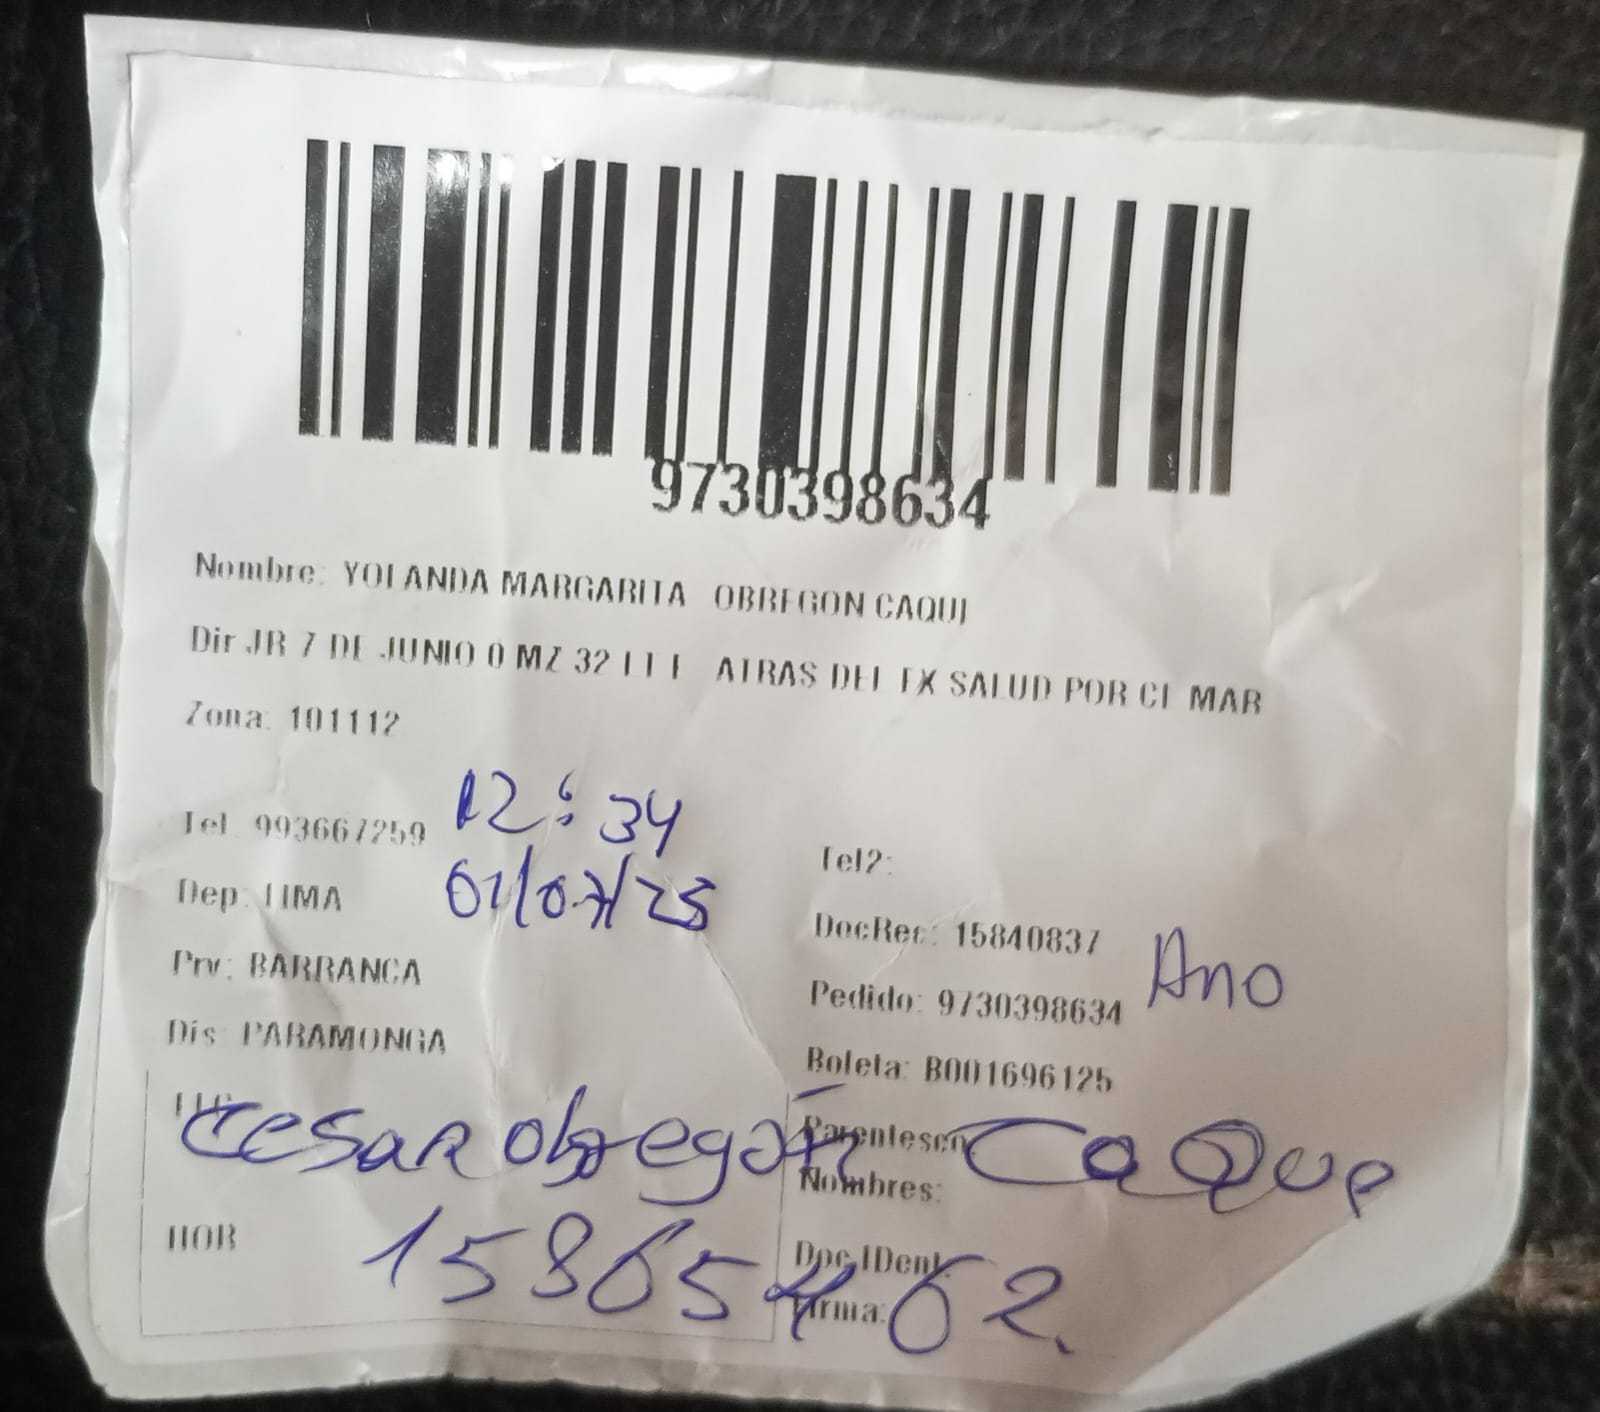 9730398634
Nombre: YOLANDA MARGARITA OBREGON CAQUI
Dir JR 7 DE JUNIO 0 MZ 32 LT F ATRAS DEL EX SALUD POR CL MAR
Zona: 101112
12:34
Tel: 993667259
Tel2:
01/07/25
Dep: LIMA
DocRec: 15840837
Ano
Prv: BARRANCA
Pedido: 9730398634
Dis: PARAMONGA
Boleta: B001696125
Parentesco
Cesar obregón Caque
Nombres:
HOR
Doc.IDent:
15865462.
Firma: